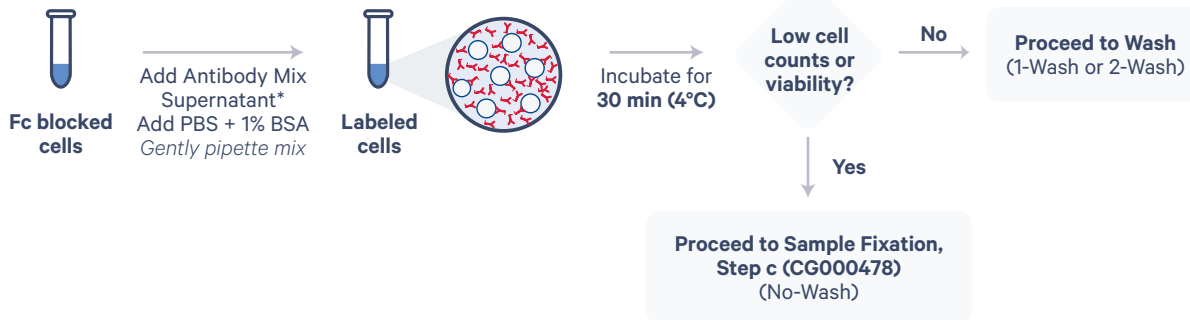 Fc blocked
cells
Add Antibody Mix
Supernatant*
Add PBS + 1% BSA
Gently pipette mix
Labeled
cells
Incubate for
30 min (4°C)
Low cell
counts or
viability?
No
Proceed to Wash
(1-Wash or 2-Wash)
Yes
Proceed to Sample Fixation,
Step c (CG000478)
(No-Wash)